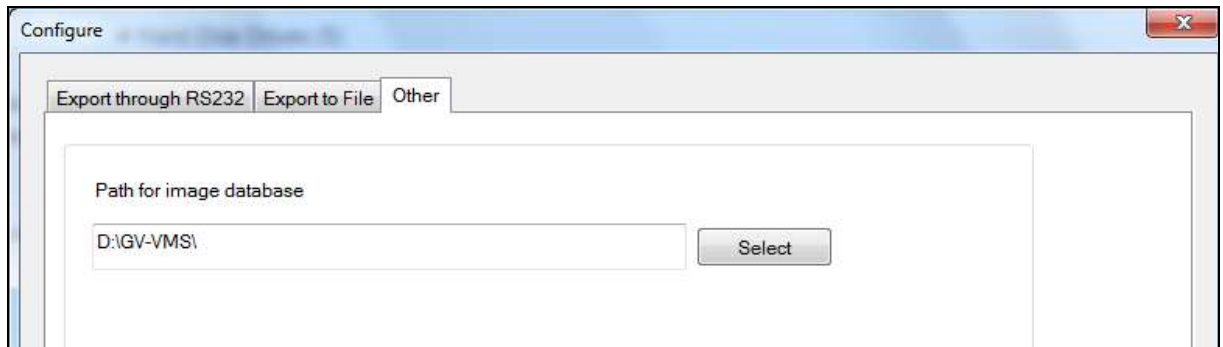 Configure
Export through RS232
Export to File
Other
Path for image database
D:\GV-VMS\
Select